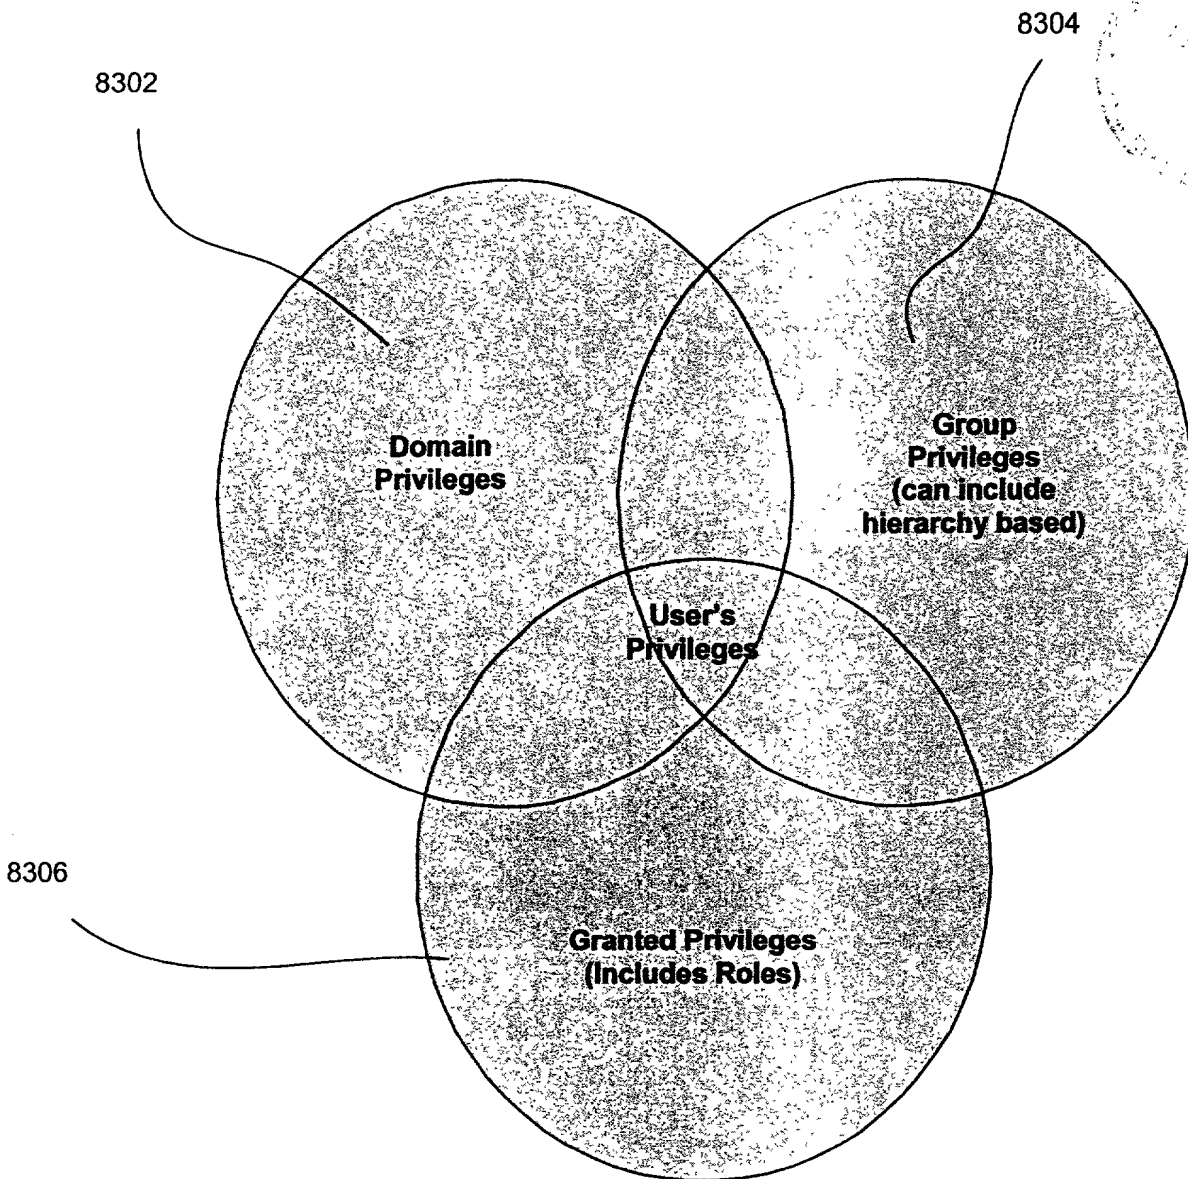 8304
8302
Domain
Privileges
Group
Privileges
(can include
hierarchy based)
User's
Privileges
8306
Granted Privileges
(Includes Roles)